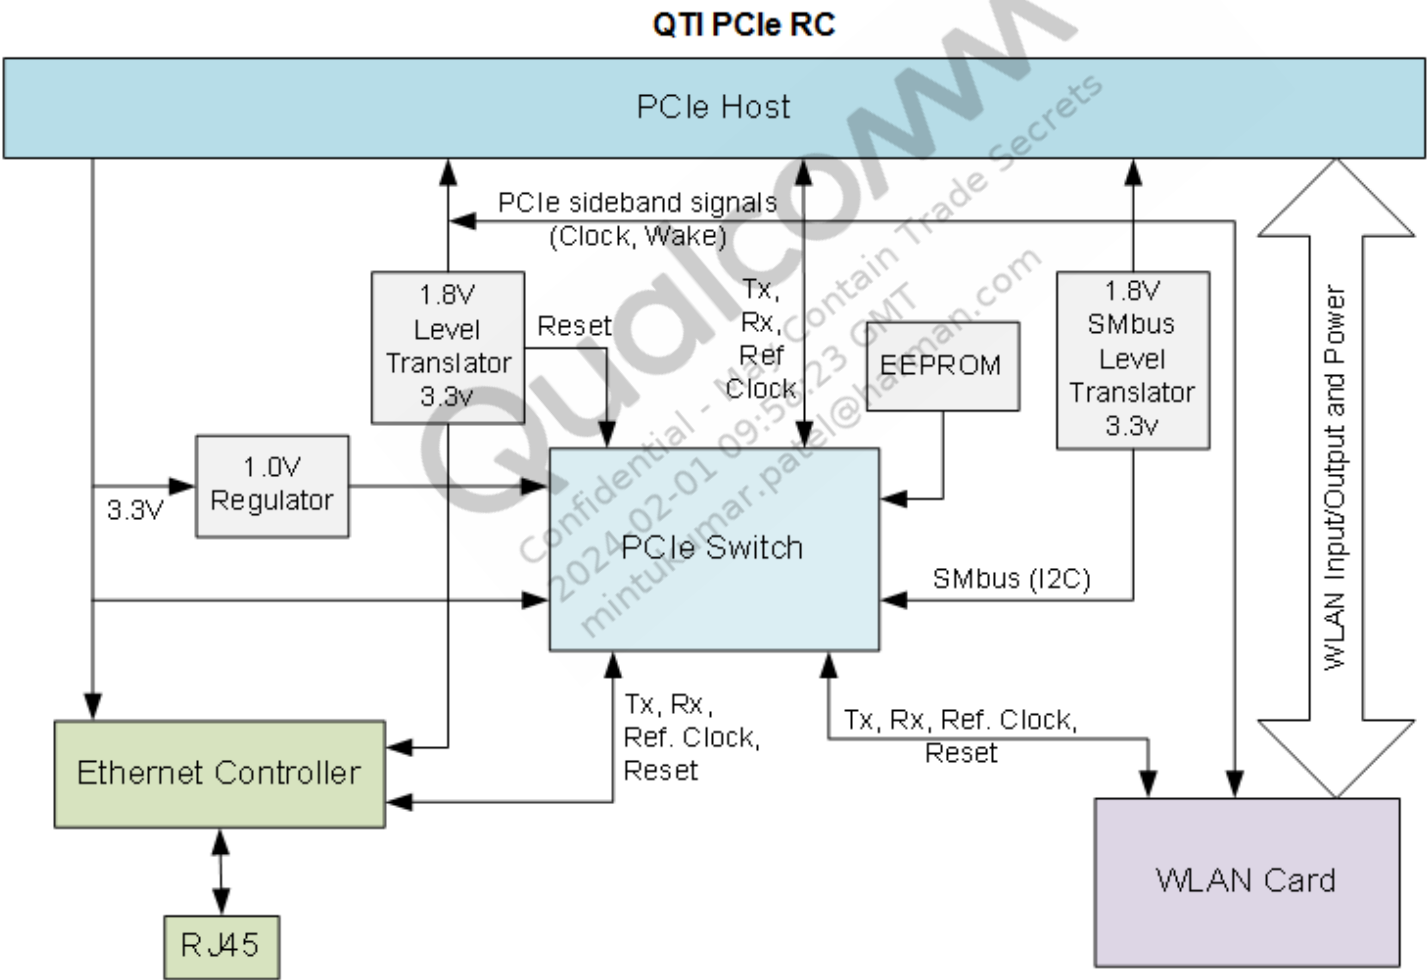 QTI PCIe RC
PCIe Host
PCIe sideband signals
(Clock, Wake)
1.8V
Level
Translator
3.3v
Reset
Tx,
Rx,
Ref
Clock
EEPROM
1.8V
SMbus
Level
Translator
3.3v
WLAN Input/Output and Power
1.0V
Regulator
3.3V
PCIe Switch
SMbus (I2C)
Tx, Rx,
Ref. Clock,
Reset
Tx, Rx, Ref. Clock,
Reset
Ethernet Controller
WLAN Card
RJ45
Qualcomm
Confidential - May Contain Trade Secrets
2024-02-01 09:58:23 GMT
mintukumar.patel@harman.com